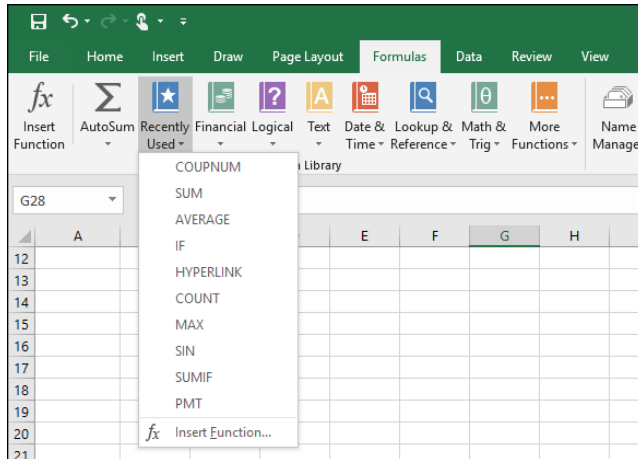 File Home Insert Draw Page Layout Formulas Data Review View
fx Σ ? A θ
Insert AutoSum Recently Financial Logical Text Date & Lookup & Math & More Name
Function Used Time Reference Trig Functions Manage
Library
G28
A E F G H
12
13
14
15
16
17
18
19
20
21
COUPNUM
SUM
AVERAGE
IF
HYPERLINK
COUNT
MAX
SIN
SUMIF
PMT
fx Insert Function...